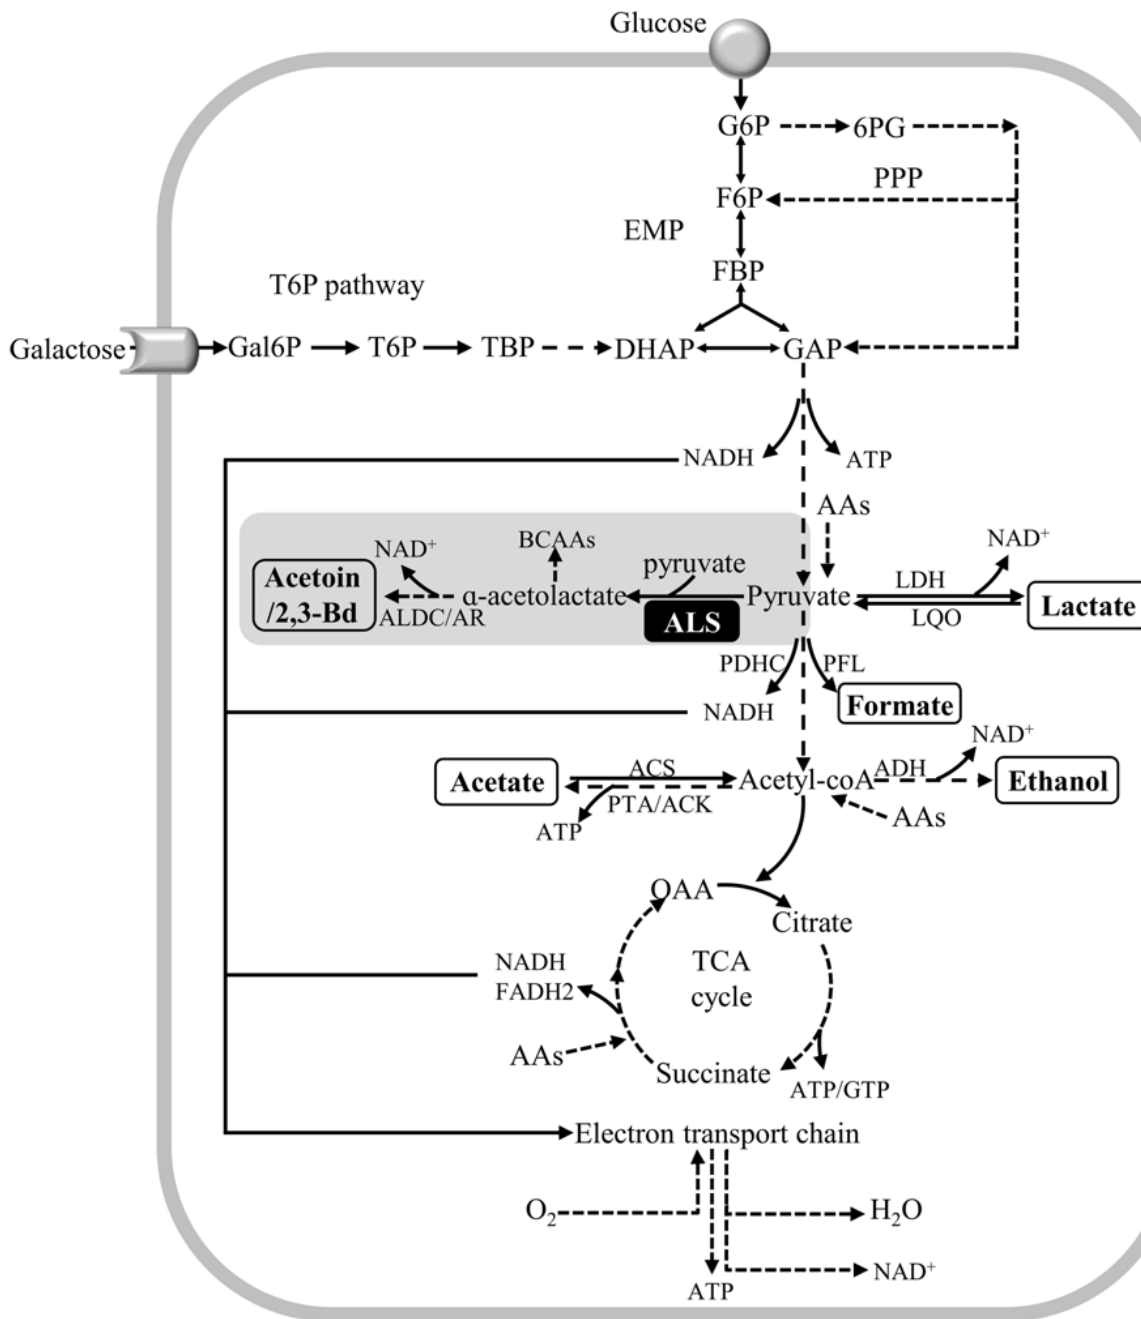 Glucose
G6P
6PG
PPP
F6P
EMP
FBP
T6P pathway
Galactose
Gal6P
T6P
TBP
DHAP
GAP
NADH
ATP
AAs
NAD⁺
BCAAs
NAD⁺
pyruvate
Acetoin
/2,3-Bd
α-acetolactate
Pyruvate
LDH
Lactate
ALDC/AR
ALS
LQO
PDHC
PFL
NADH
Formate
NAD⁺
Acetate
ACS
Acetyl-coA
ADH
Ethanol
PTA/ACK
ATP
AAs
OAA
Citrate
TCA
cycle
NADH
FADH2
AAs
Succinate
ATP/GTP
Electron transport chain
O₂
H₂O
NAD⁺
ATP